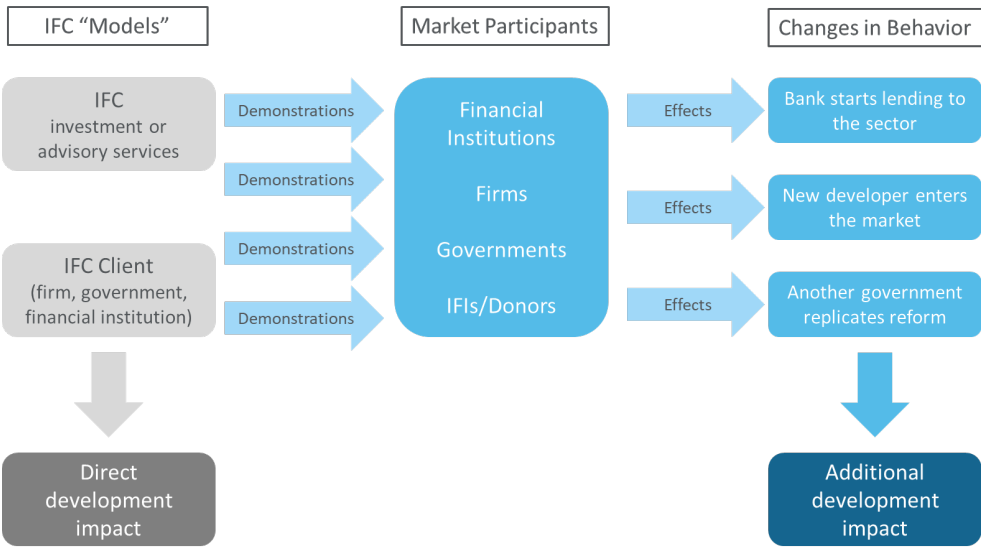 IFC “Models”
Market Participants
Changes in Behavior
IFC
investment or
advisory services
IFC Client
(firm, government,
financial institution)
Direct
development
impact
Demonstrations
Demonstrations
Demonstrations
Demonstrations
Financial
Institutions
Firms
Governments
IFIs/Donors
Effects
Effects
Effects
Bank starts lending to
the sector
New developer enters
the market
Another government
replicates reform
Additional
development
impact